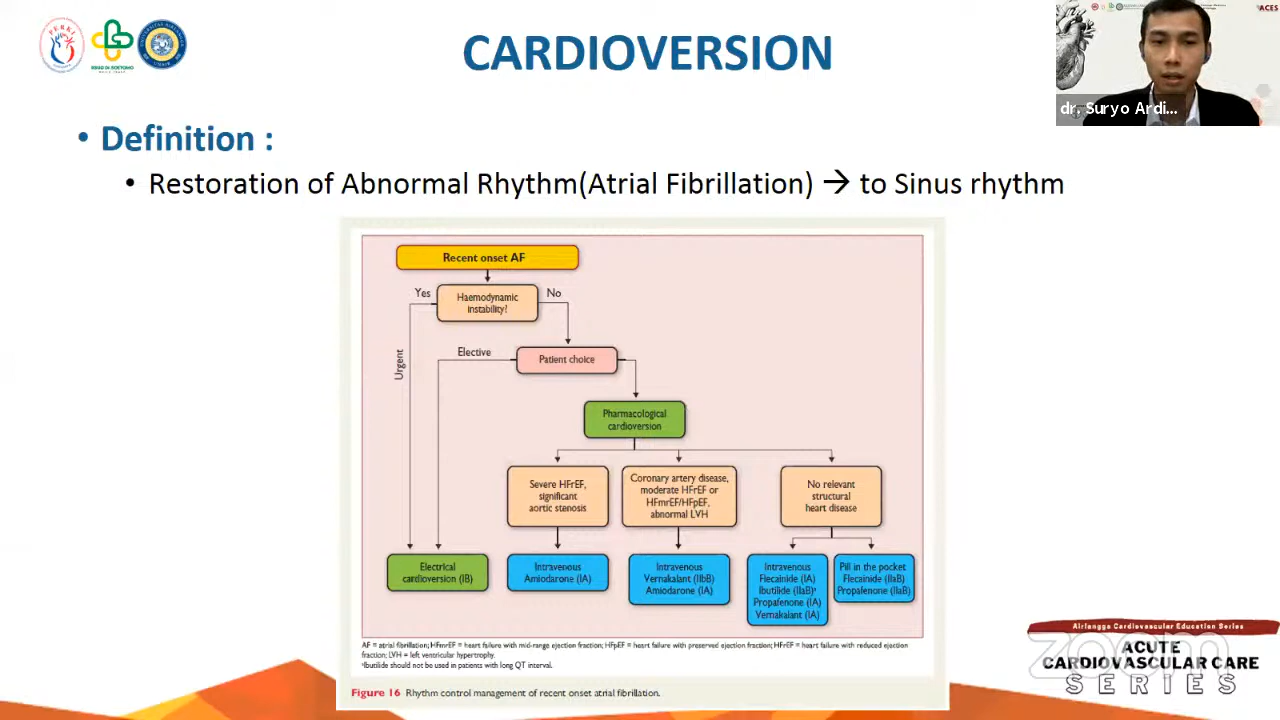 CARDIOVERSION
ACES
dr. Suryo Ardi...
• Definition :
• Restoration of Abnormal Rhythm(Atrial Fibrillation) → to Sinus rhythm
Recent onset AF
Yes
Haemodynamic
instability?
No
Urgent
Elective
Patient choice
Pharmacological
cardioversion
Severe HFrEF,
significant
aortic stenosis
Coronary artery disease,
moderate HFrEF or
HFmrEF/HFpEF,
abnormal LVH
No relevant
structural
heart disease
Electrical
cardioversion (IB)
Intravenous
Amiodarone (IA)
Intravenous
Vernakalant (IIbB)
Amiodarone (IA)
Intravenous
Flecainide (IA)
Ibutilide (IIaB)ª
Propafenone (IA)
Vernakalant (IA)
Pill in the pocket
Flecainide (IIaB)
Propafenone (IIaB)
AF = atrial fibrillation; HFmrEF = heart failure with mid-range ejection fraction; HFpEF = heart failure with preserved ejection fraction; HFrEF = heart failure with reduced ejection
fraction; LVH = left ventricular hypertrophy.
ªIbutilide should not be used in patients with long QT interval.
Figure 16 Rhythm control management of recent onset atrial fibrillation.
Airlangga Cardiovascular Education Series
zoom
ACUTE
CARDIOVASCULAR CARE
SERIES